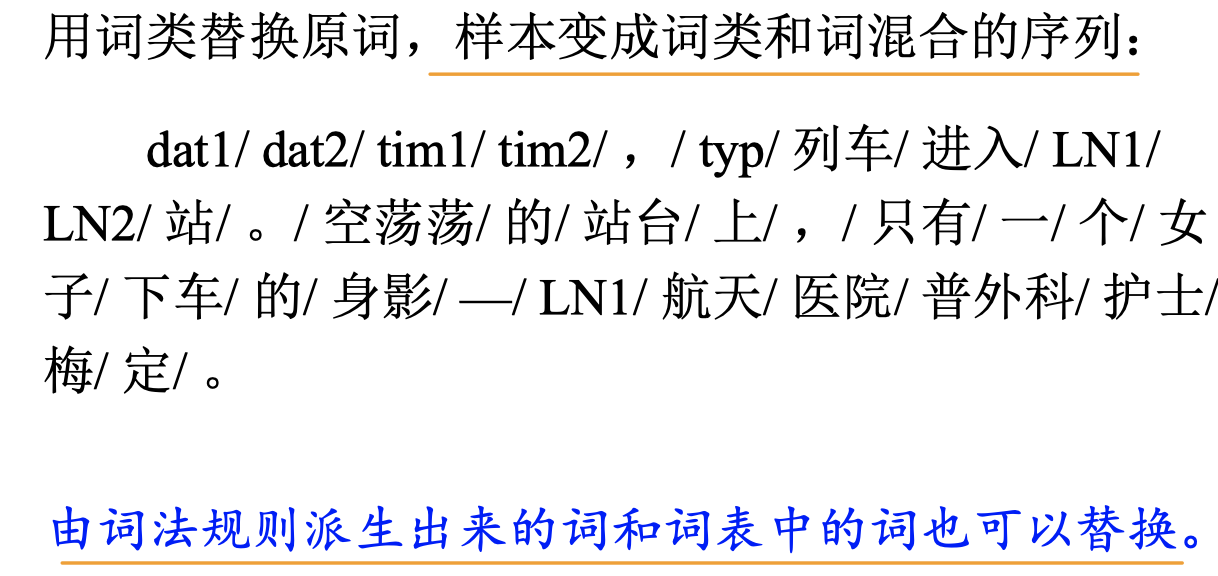 用词类替换原词，样本变成词类和词混合的序列：
dat1/ dat2/ tim1/ tim2/ ，/ typ/ 列车/ 进入/ LN1/
LN2/ 站/ 。/ 空荡荡/ 的/ 站台/ 上/ ，/ 只有/ 一/ 个/ 女
子/ 下车/ 的/ 身影/ —/ LN1/ 航天/ 医院/ 普外科/ 护士/
梅/ 定/ 。
由词法规则派生出来的词和词表中的词也可以替换。